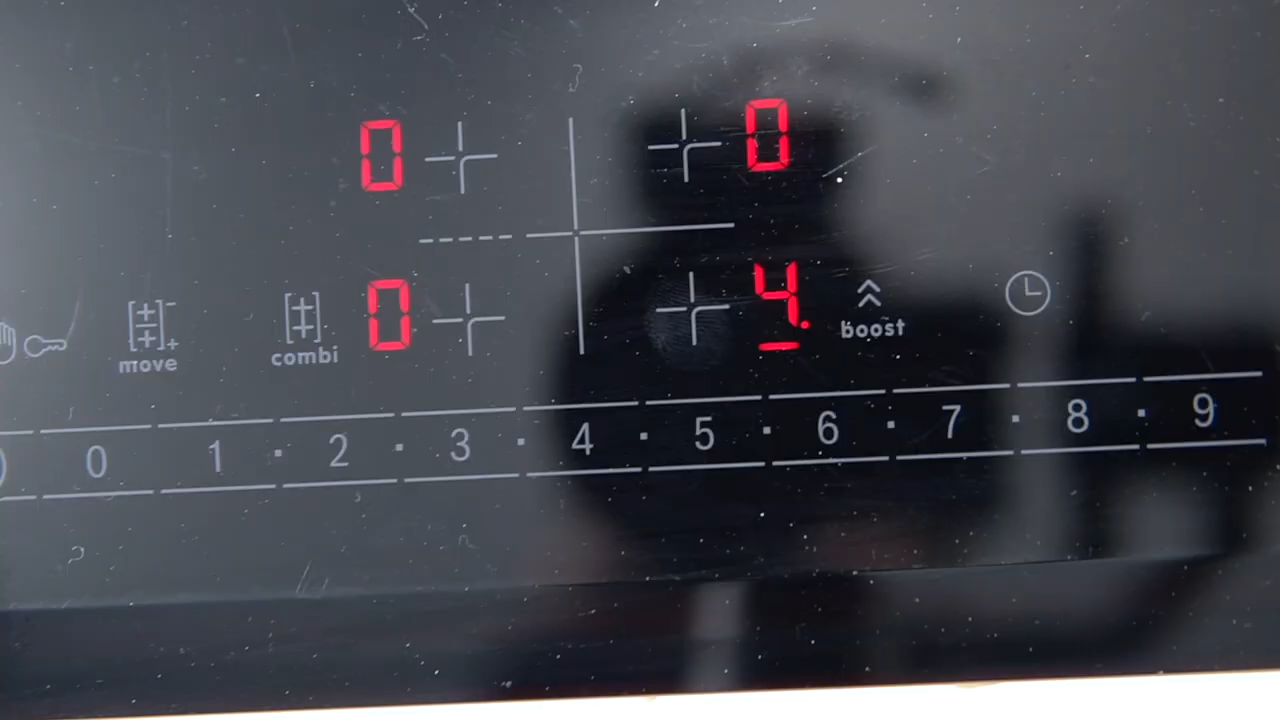 0 0
0 4.
boost
move
combi
0 1 · 2 · 3 · 4 · 5 · 6 · 7 · 8 · 9